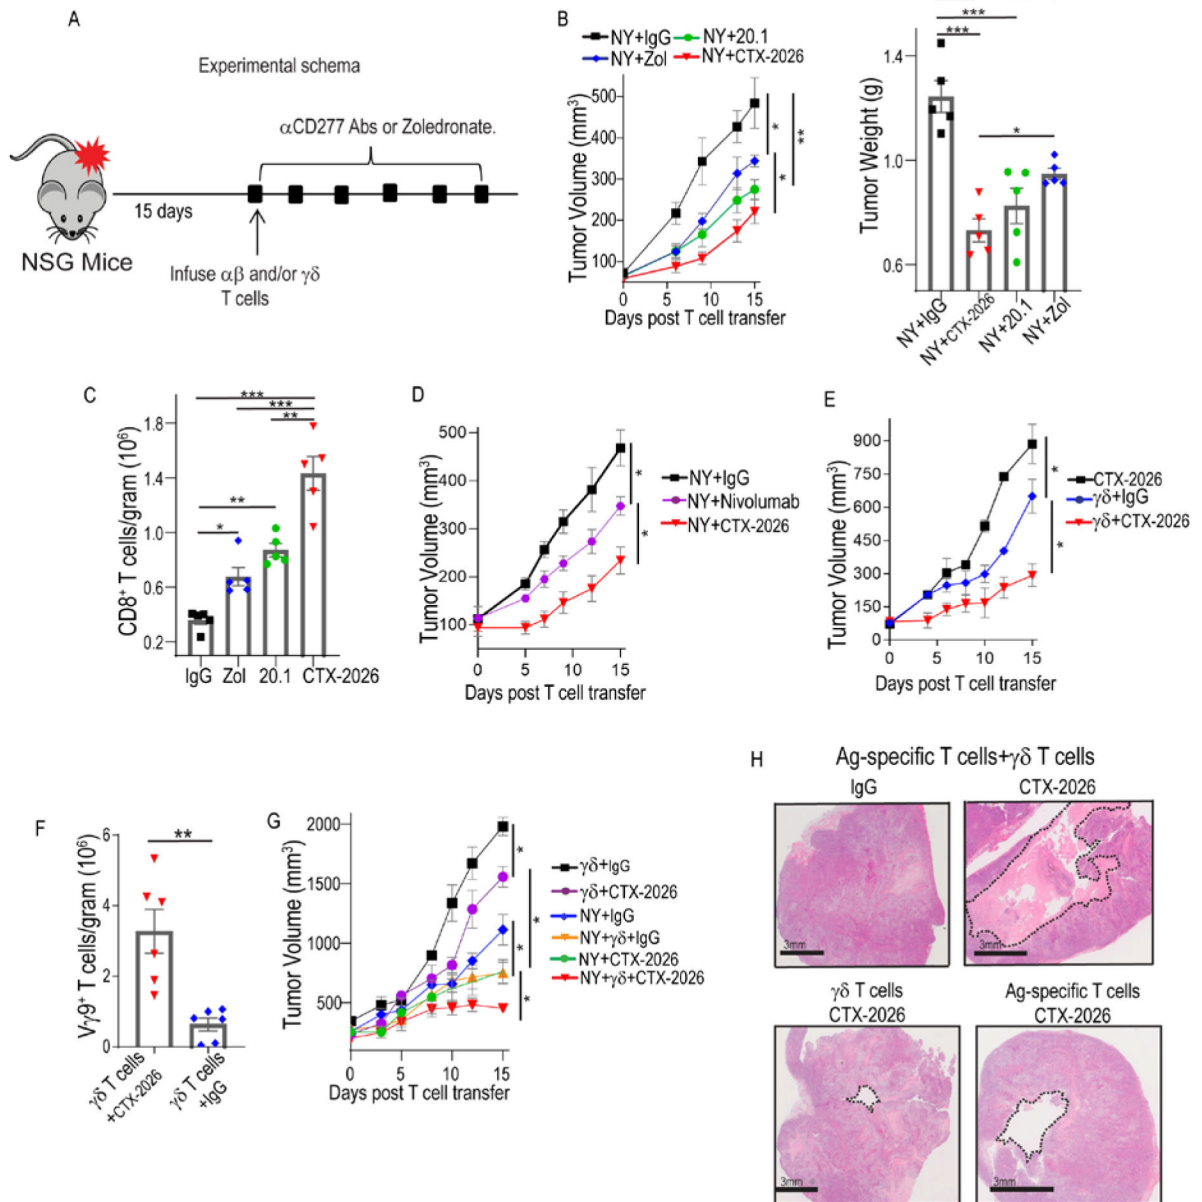 A
Experimental schema
αCD277 Abs or Zoledronate.
15 days
NSG Mice
Infuse αβ and/or γδ
T cells
B
NY+IgG NY+20.1
NY+Zol NY+CTX-2026
Tumor Volume (mm³)
500
400
300
200
100
0 5 10 15
Days post T cell transfer
*
**
*
Tumor Weight (g)
1.4
1.0
0.6
***
***
*
NY+IgG
NY+CTX-2026
NY+20.1
NY+Zol
C
CD8⁺ T cells/gram (10⁶)
1.8
1.4
1.0
0.6
0.2
***
***
**
**
*
IgG Zol 20.1 CTX-2026
D
Tumor Volume (mm³)
500
400
300
200
100
0 5 10 15
Days post T cell transfer
*
*
NY+IgG
NY+Nivolumab
NY+CTX-2026
E
Tumor Volume (mm³)
900
750
600
450
300
150
0
0 5 10 15
Days post T cell transfer
*
*
CTX-2026
γδ+IgG
γδ+CTX-2026
F
Vγ9⁺ T cells/gram (10⁶)
6
4
2
0
**
γδ T cells
+CTX-2026
γδ T cells
+IgG
G
Tumor Volume (mm³)
2000
1500
1000
500
0 5 10 15
Days post T cell transfer
*
*
*
*
γδ+IgG
γδ+CTX-2026
NY+IgG
NY+γδ+IgG
NY+CTX-2026
NY+γδ+CTX-2026
H
Ag-specific T cells+γδ T cells
IgG CTX-2026
3mm
3mm
γδ T cells
CTX-2026
Ag-specific T cells
CTX-2026
3mm
3mm